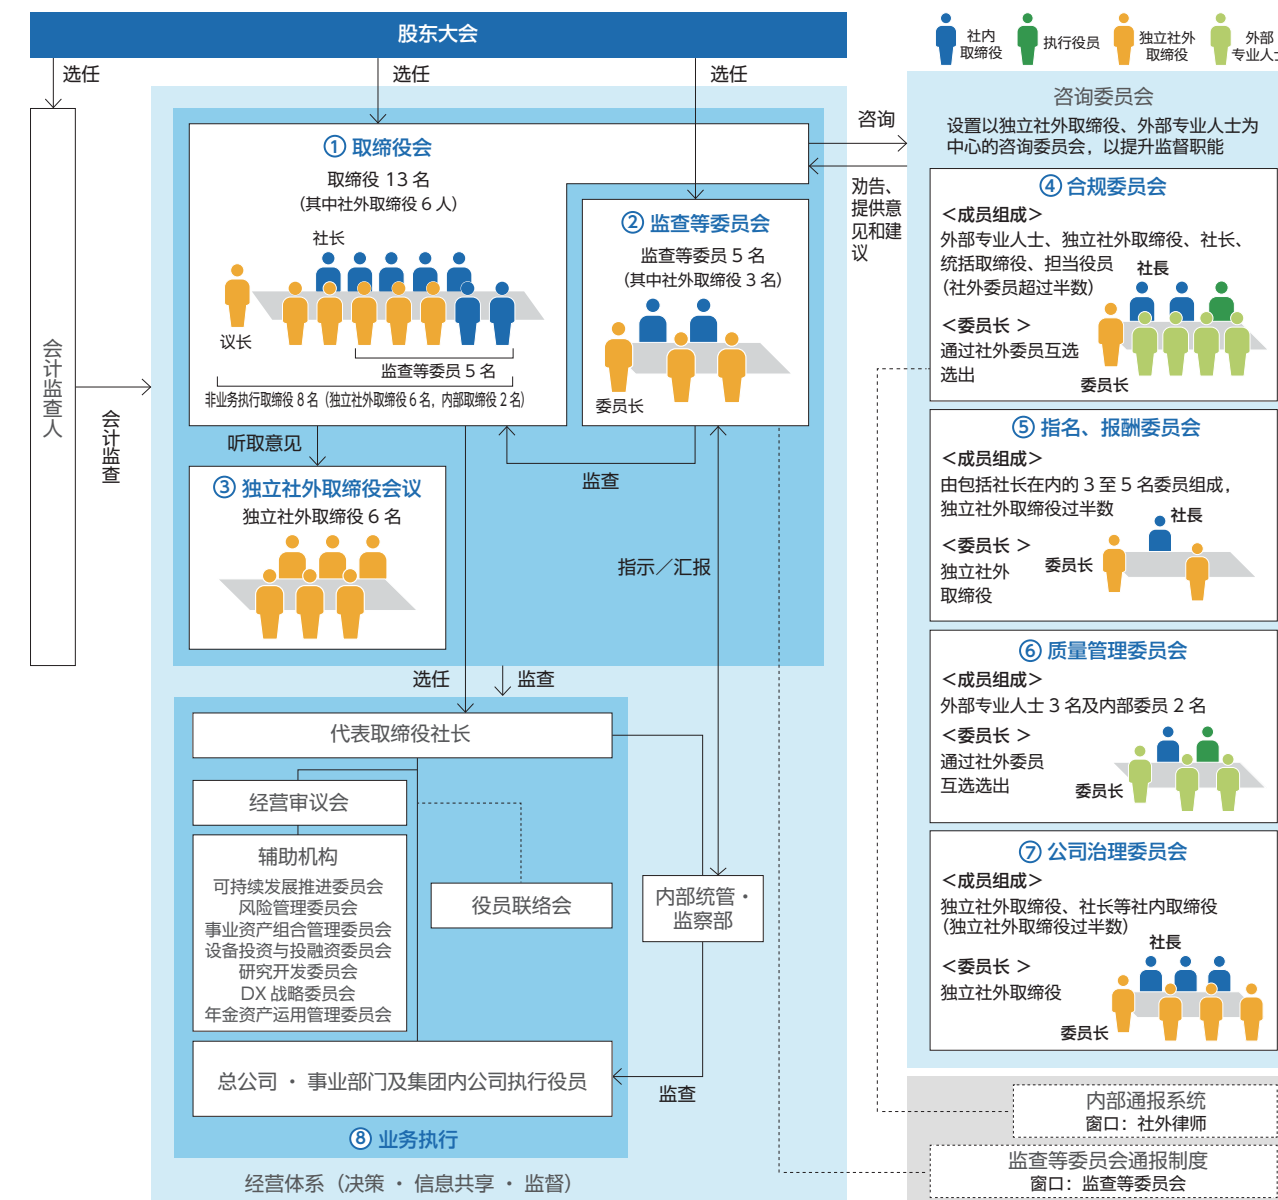 股东大会
社内
取缔役
执行役员
独立社外
取缔役
外部
专业人士
选任
选任
选任
会计监查人
会计监查
① 取缔役会
取缔役 13 名
(其中社外取缔役 6 人)
社长
议长
监查等委员 5 名
非业务执行取缔役 8 名（独立社外取缔役 6 名，内部取缔役 2 名）
② 监查等委员会
监查等委员 5 名
(其中社外取缔役 3 名)
委员长
听取意见
监查
③ 独立社外取缔役会议
独立社外取缔役 6 名
指示／汇报
选任
监查
代表取缔役社长
经营审议会
辅助机构
可持续发展推进委员会
风险管理委员会
事业资产组合管理委员会
设备投资与投融资委员会
研究开发委员会
DX 战略委员会
年金资产运用管理委员会
役员联络会
内部统管・
监察部
总公司 ・ 事业部门及集团内公司执行役员
监查
⑧ 业务执行
经营体系（决策 ・ 信息共享 ・ 监督）
咨询
劝告、
提供意
见和建
议
咨询委员会
设置以独立社外取缔役、外部专业人士为
中心的咨询委员会，以提升监督职能
④ 合规委员会
＜成员组成＞
外部专业人士、独立社外取缔役、社长、
统括取缔役、担当役员
（社外委员超过半数）
社長
＜委员长 ＞
通过社外委员互选
选出
委员长
⑤ 指名、报酬委员会
＜成员组成＞
由包括社长在内的 3 至 5 名委员组成，
独立社外取缔役过半数
社長
＜委员长 ＞
独立社外
取缔役
委员长
⑥ 质量管理委员会
＜成员组成＞
外部专业人士 3 名及内部委员 2 名
＜委员长 ＞
通过社外委员
互选选出
委员长
⑦ 公司治理委员会
＜成员组成＞
独立社外取缔役、社长等社内取缔役
（独立社外取缔役过半数）
社長
＜委员长 ＞
独立社外取缔役
委员长
内部通报系统
窗口：社外律师
监查等委员会通报制度
窗口：监查等委员会